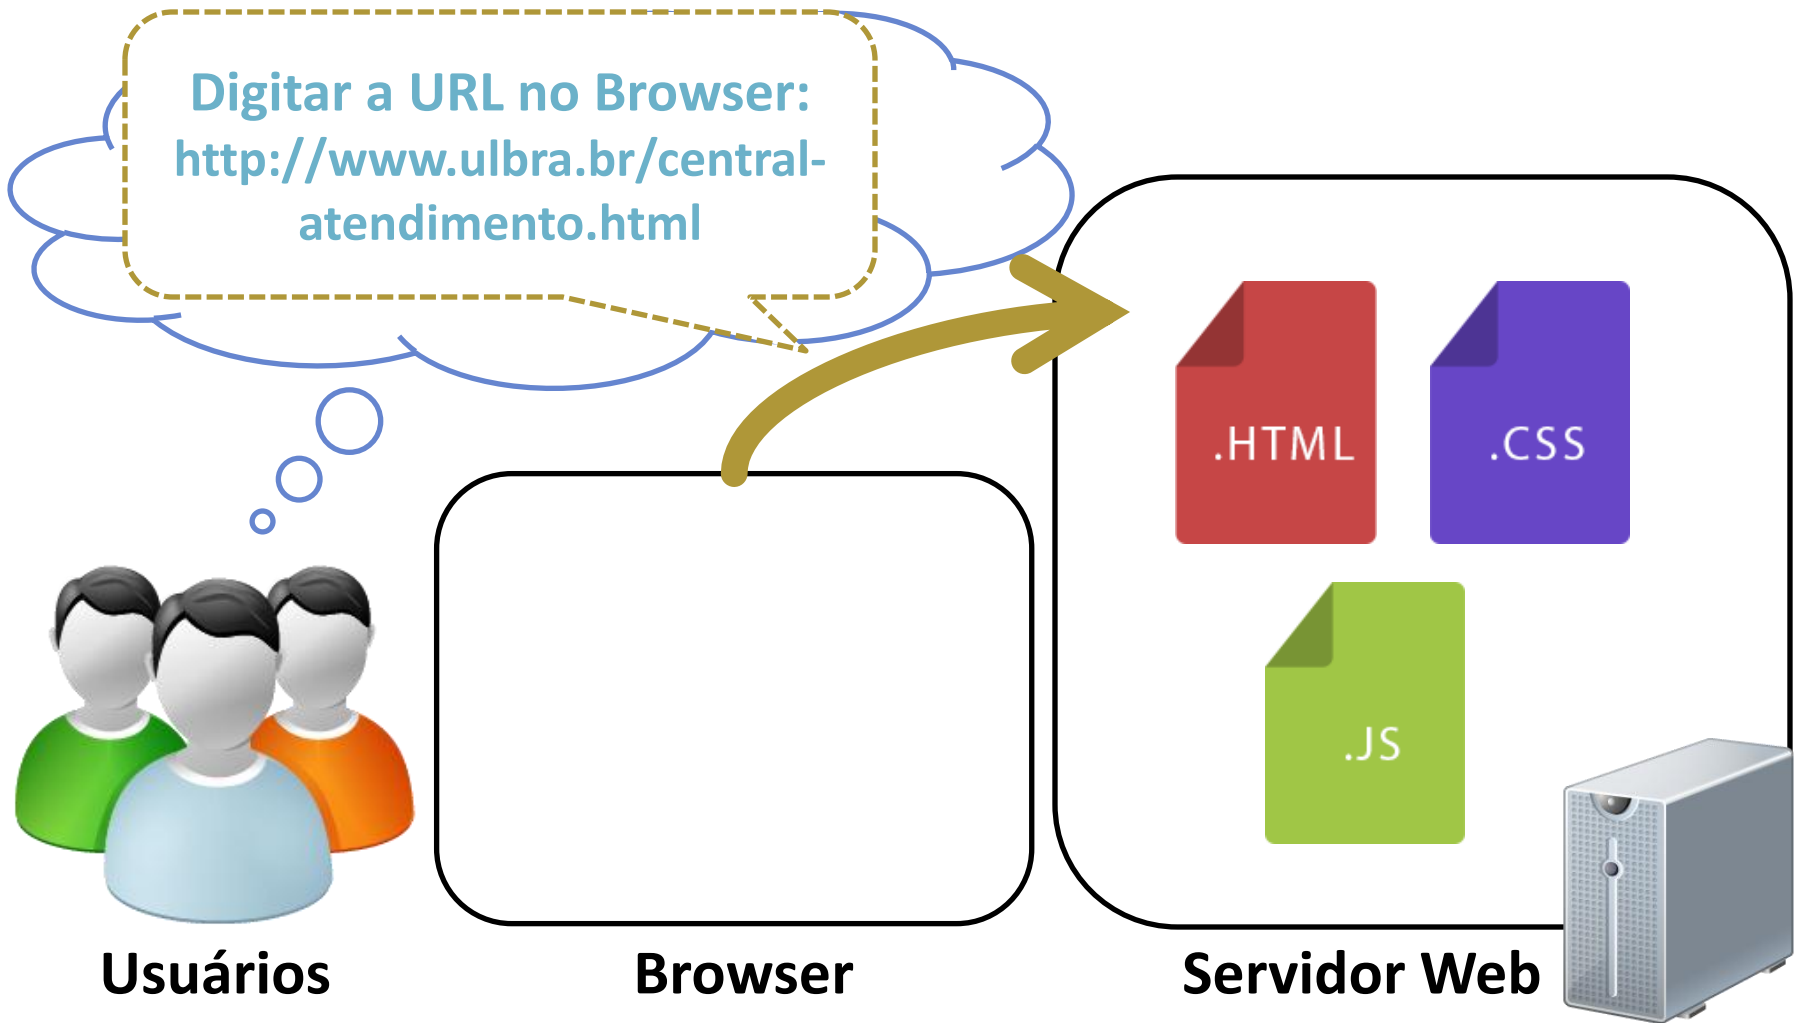 Digitar a URL no Browser:
http://www.ulbra.br/central-
atendimento.html
.HTML
.CSS
.JS
Usuários
Browser
Servidor Web